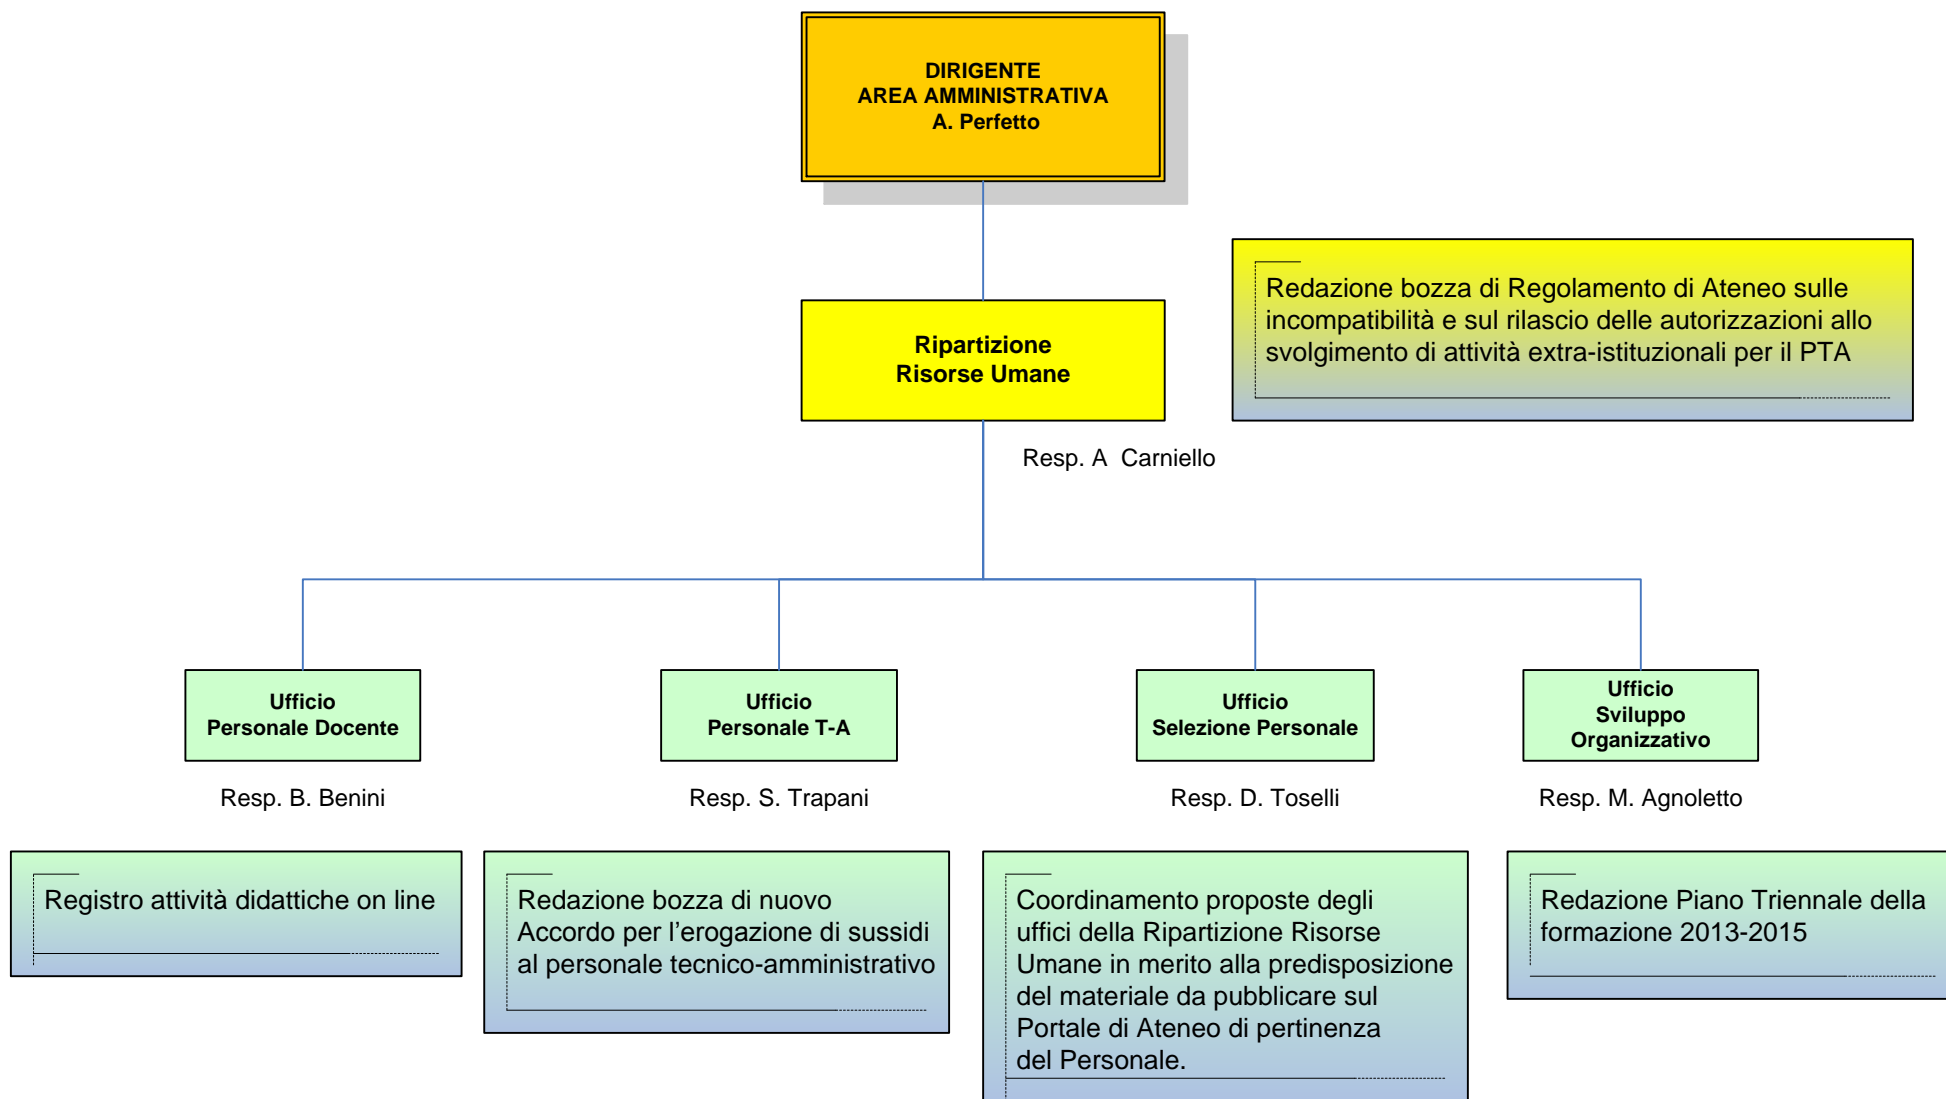 DIRIGENTE
AREA AMMINISTRATIVA
A. Perfetto
Redazione bozza di Regolamento di Ateneo sulle
incompatibilità e sul rilascio delle autorizzazioni allo
svolgimento di attività extra-istituzionali per il PTA
Ripartizione
Risorse Umane
Resp. A  Carniello
Ufficio
Personale Docente
Resp. B. Benini
Registro attività didattiche on line
Ufficio
Personale T-A
Resp. S. Trapani
Redazione bozza di nuovo
Accordo per l’erogazione di sussidi
al personale tecnico-amministrativo
Ufficio
Selezione Personale
Resp. D. Toselli
Coordinamento proposte degli
uffici della Ripartizione Risorse
Umane in merito alla predisposizione
del materiale da pubblicare sul
Portale di Ateneo di pertinenza
del Personale.
Ufficio
Sviluppo
Organizzativo
Resp. M. Agnoletto
Redazione Piano Triennale della
formazione 2013-2015